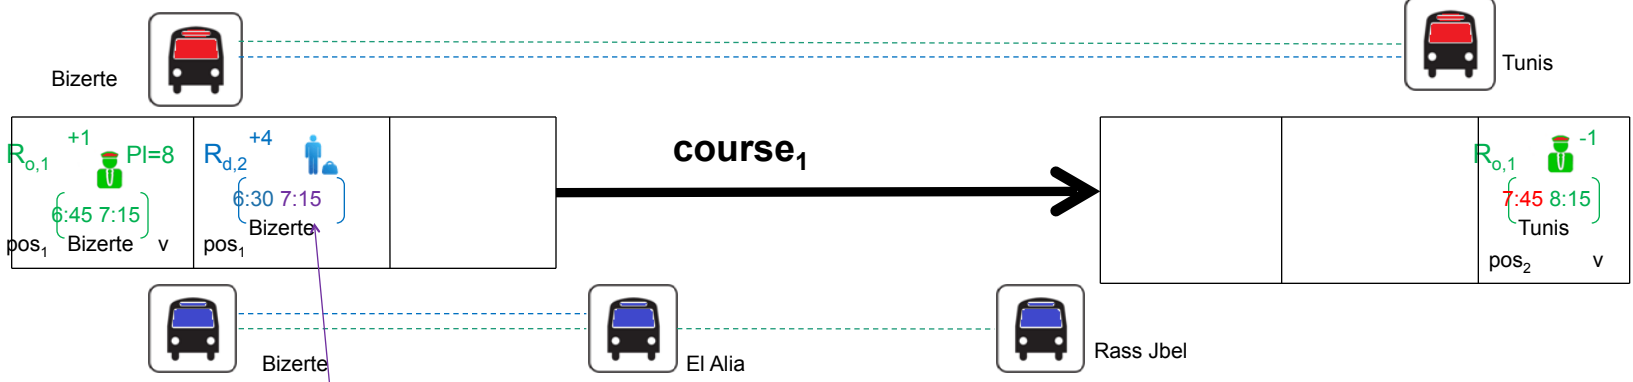 Bizerte
Tunis
+1
Ro,1
Pl=8
6:45 7:15
pos1 Bizerte v
+4
Rd,2
6:30 7:15
Bizerte
pos1
course1
Ro,1
-1
7:45 8:15
Tunis
pos2 v
Bizerte
El Alia
Rass Jbel